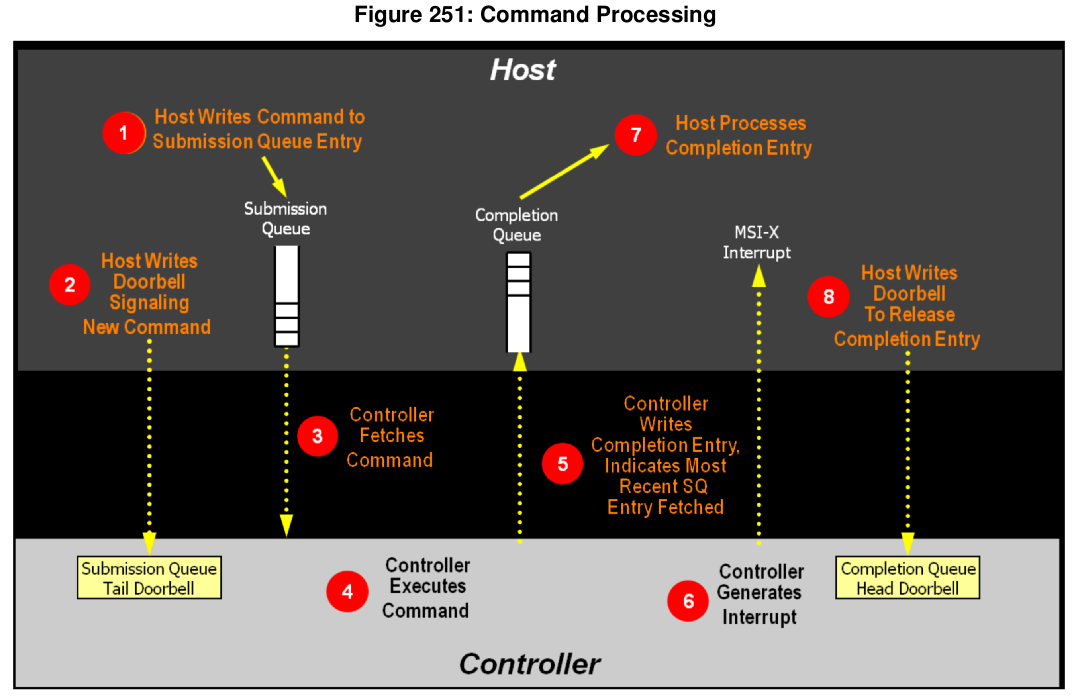 Figure 251: Command Processing
Host
1
Host Writes Command to
Submission Queue Entry
7
Host Processes
Completion Entry
Submission
Queue
Completion
Queue
MSI-X
Interrupt
2
Host Writes
Doorbell
Signaling
New Command
8
Host Writes
Doorbell
To Release
Completion Entry
3
Controller
Fetches
Command
5
Controller
Writes
Completion Entry,
Indicates Most
Recent SQ
Entry Fetched
Submission Queue
Tail Doorbell
4
Controller
Executes
Command
6
Controller
Generates
Interrupt
Completion Queue
Head Doorbell
Controller